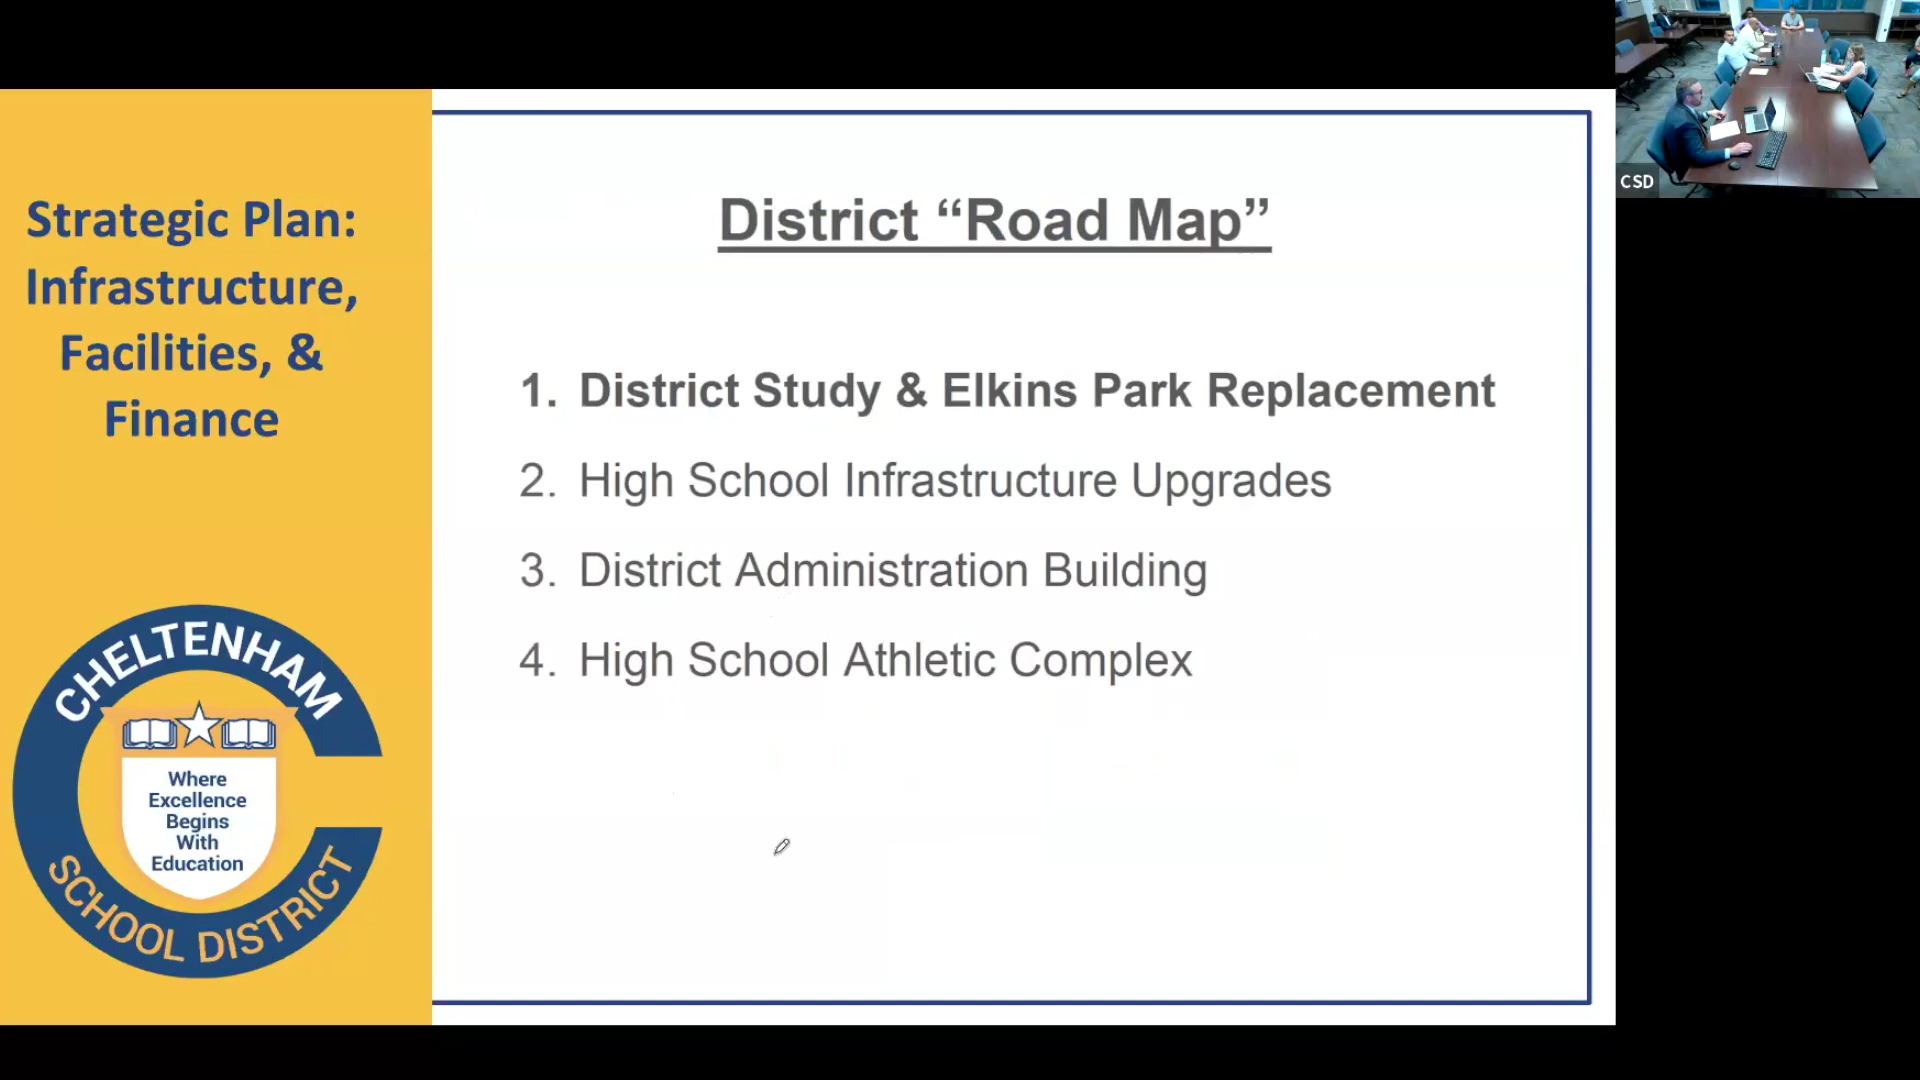 Strategic Plan:
Infrastructure,
Facilities, &
Finance
CHELTENHAM
Where
Excellence
Begins
With
Education
SCHOOL DISTRICT
District “Road Map”
1. District Study & Elkins Park Replacement
2. High School Infrastructure Upgrades
3. District Administration Building
4. High School Athletic Complex
CSD